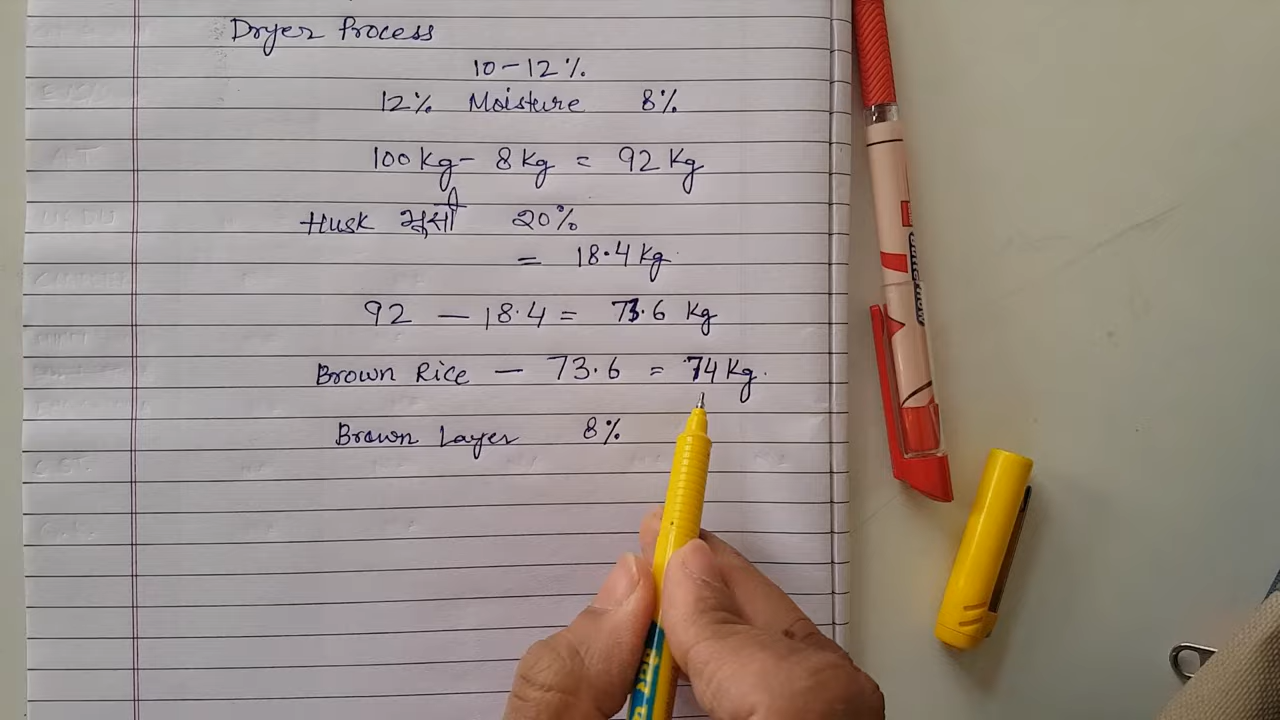 Dryer Process
10-12%
12% Moisture 8%
100 Kg - 8 Kg = 92 Kg
Husk भूसी 20%
= 18.4 Kg.
92 - 18.4 = 73.6 Kg
Brown Rice - 73.6 = 74 Kg.
Brown Layer 8%